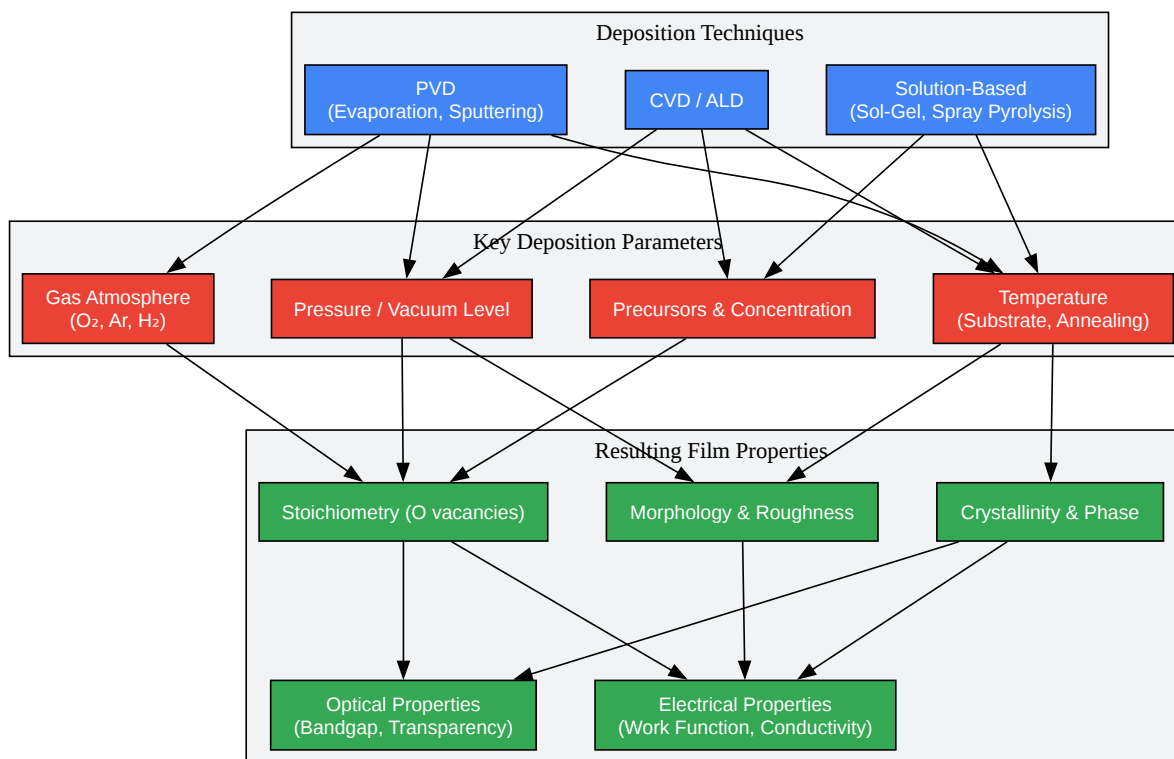 Deposition Techniques
PVD
(Evaporation, Sputtering)
CVD / ALD
Solution-Based
(Sol-Gel, Spray Pyrolysis)
Key Deposition Parameters
Gas Atmosphere
(O₂, Ar, H₂)
Pressure / Vacuum Level
Precursors & Concentration
Temperature
(Substrate, Annealing)
Resulting Film Properties
Stoichiometry (O vacancies)
Morphology & Roughness
Crystallinity & Phase
Optical Properties
(Bandgap, Transparency)
Electrical Properties
(Work Function, Conductivity)